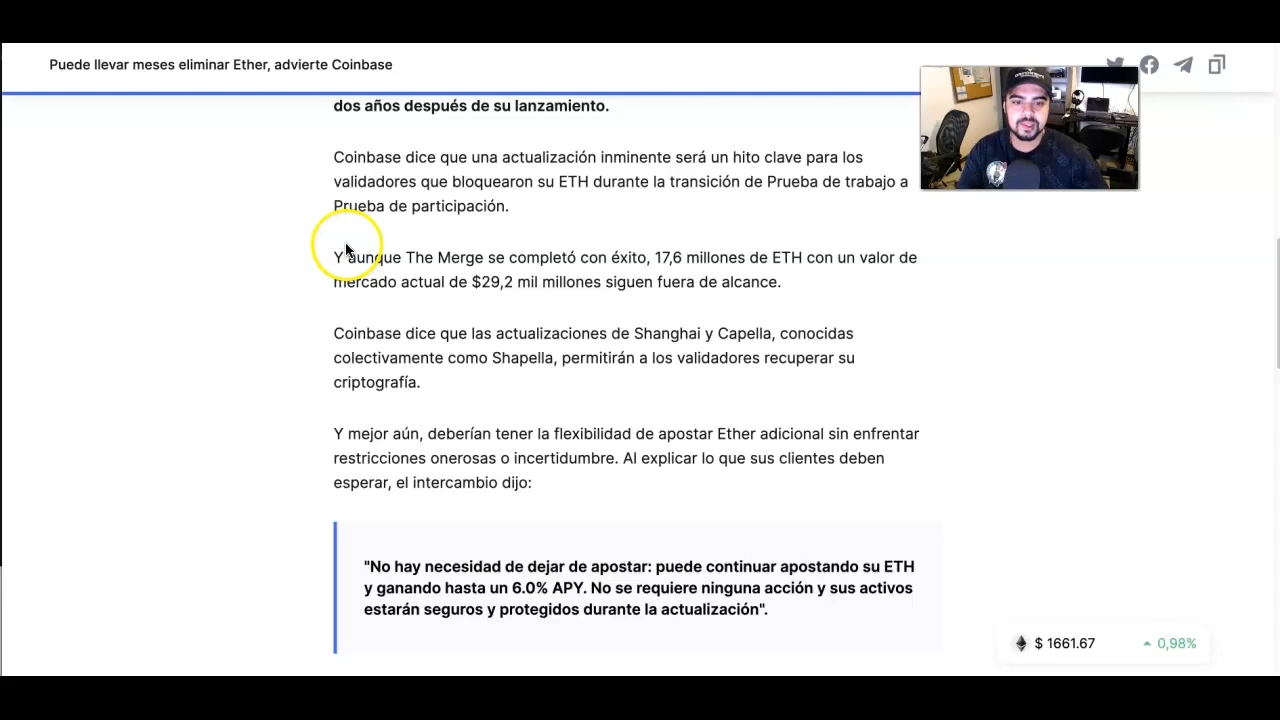 Puede llevar meses eliminar Ether, advierte Coinbase
dos años después de su lanzamiento.
Coinbase dice que una actualización inminente será un hito clave para los
validadores que bloquearon su ETH durante la transición de Prueba de trabajo a
Prueba de participación.
Y aunque The Merge se completó con éxito, 17,6 millones de ETH con un valor de
mercado actual de $29,2 mil millones siguen fuera de alcance.
Coinbase dice que las actualizaciones de Shanghai y Capella, conocidas
colectivamente como Shapella, permitirán a los validadores recuperar su
criptografía.
Y mejor aún, deberían tener la flexibilidad de apostar Ether adicional sin enfrentar
restricciones onerosas o incertidumbre. Al explicar lo que sus clientes deben
esperar, el intercambio dijo:
"No hay necesidad de dejar de apostar: puede continuar apostando su ETH
y ganando hasta un 6.0% APY. No se requiere ninguna acción y sus activos
estarán seguros y protegidos durante la actualización".
$ 1661.67 0,98%